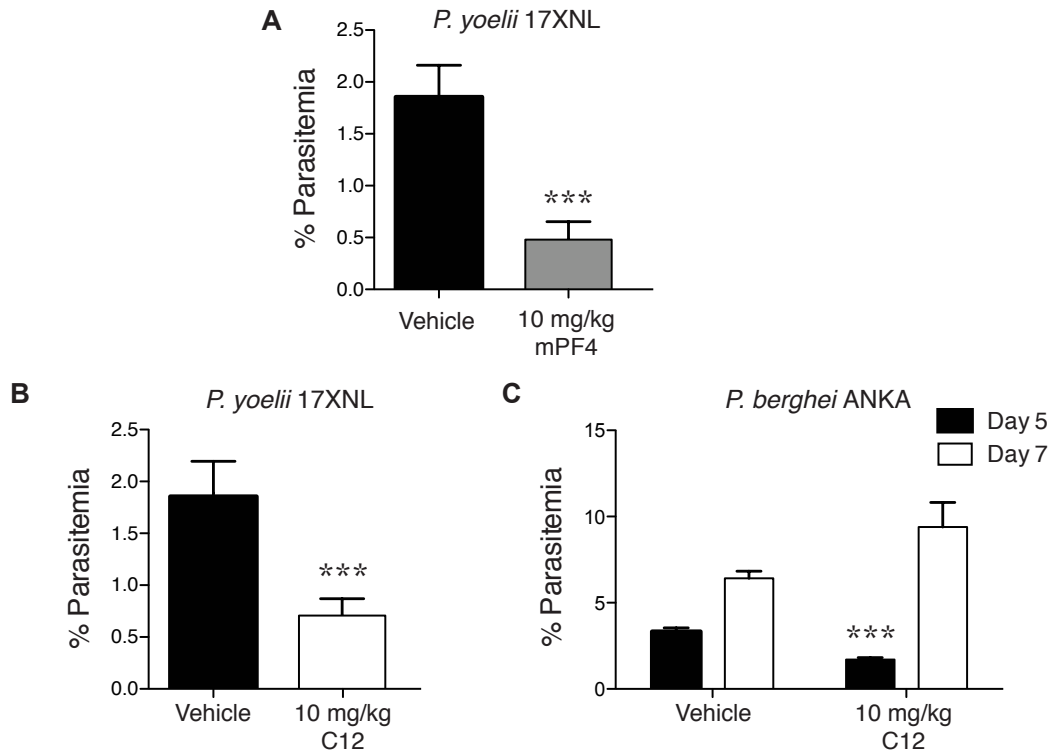 A
P. yoelii 17XNL
2.5
2.0
1.5
1.0
0.5
0.0
% Parasitemia
***
Vehicle
10 mg/kg
mPF4
B
P. yoelii 17XNL
2.5
2.0
1.5
1.0
0.5
0.0
% Parasitemia
***
Vehicle
10 mg/kg
C12
C
P. berghei ANKA
Day 5
Day 7
15
10
5
0
% Parasitemia
***
Vehicle
10 mg/kg
C12